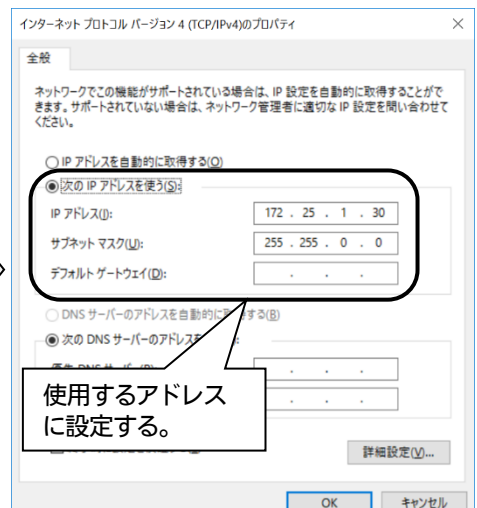 インターネット プロトコル バージョン 4 (TCP/IPv4)のプロパティ
全般
ネットワークでこの機能がサポートされている場合は、IP 設定を自動的に取得することがで
きます。サポートされていない場合は、ネットワーク管理者に適切な IP 設定を問い合わせて
ください。
IP アドレスを自動的に取得する(O)
次の IP アドレスを使う(S):
IP アドレス(I): 172 . 25 . 1 . 30
サブネット マスク(U): 255 . 255 . 0 . 0
デフォルト ゲートウェイ(D): . . .
DNS サーバーのアドレスを自動的に する(B)
次の DNS サーバーのアドレス :
. . .
. . .
使用するアドレス
に設定する。
詳細設定(V)...
OK キャンセル